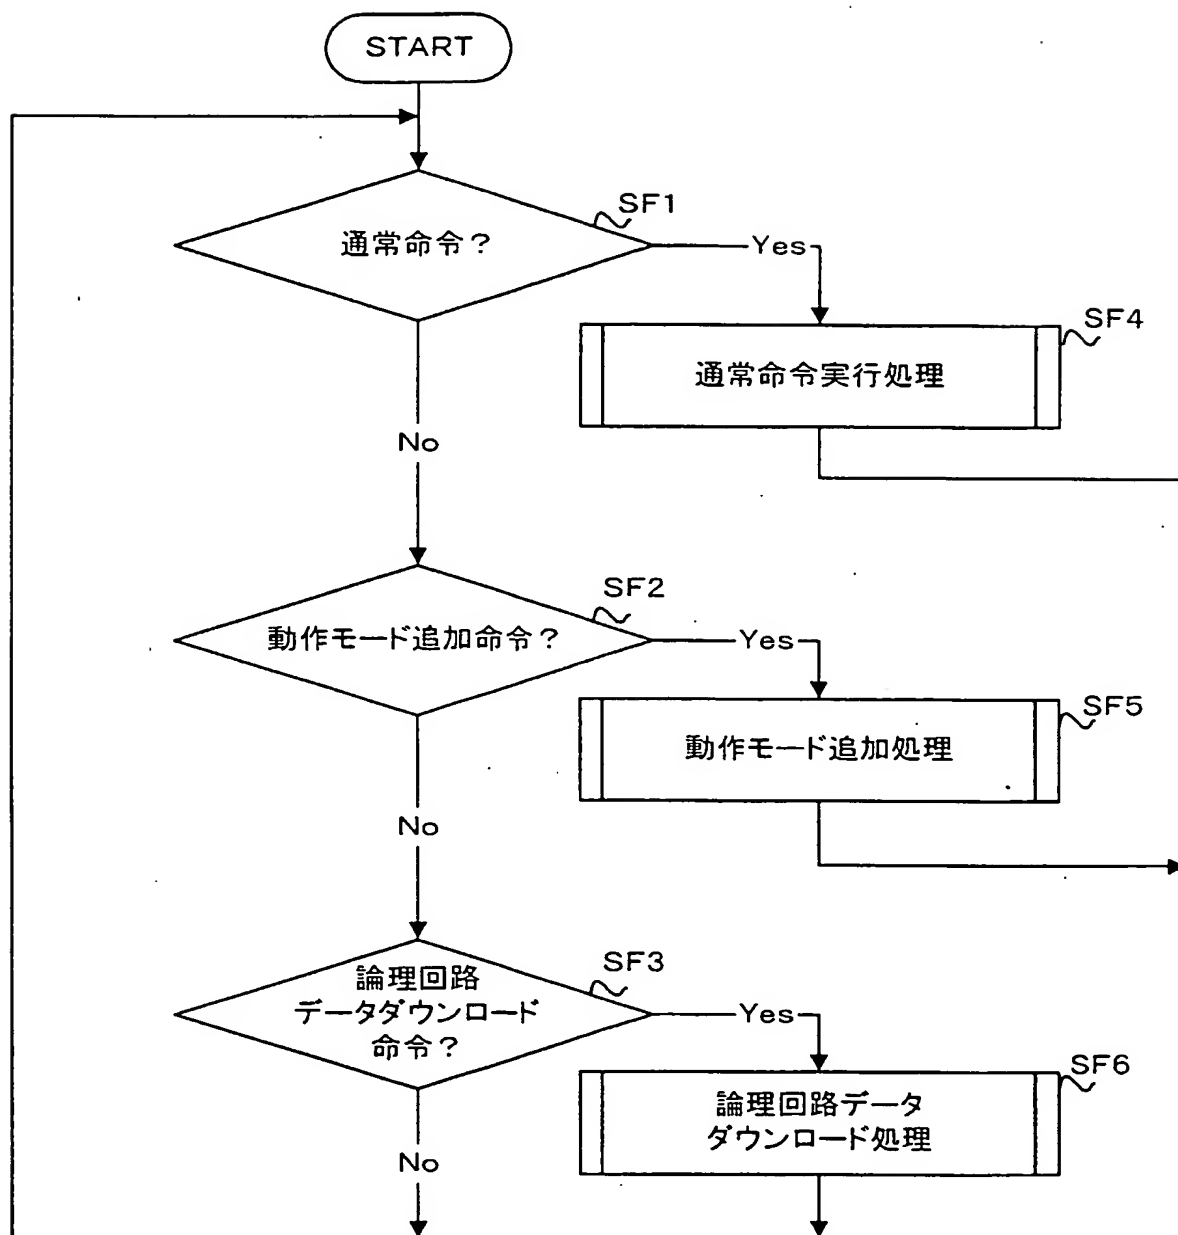 START
SF1
通常命令?
Yes
SF4
通常命令実行処理
No
SF2
動作モード追加命令?
Yes
SF5
動作モード追加処理
No
SF3
論理回路
データダウンロード
命令?
Yes
SF6
論理回路データ
ダウンロード処理
No